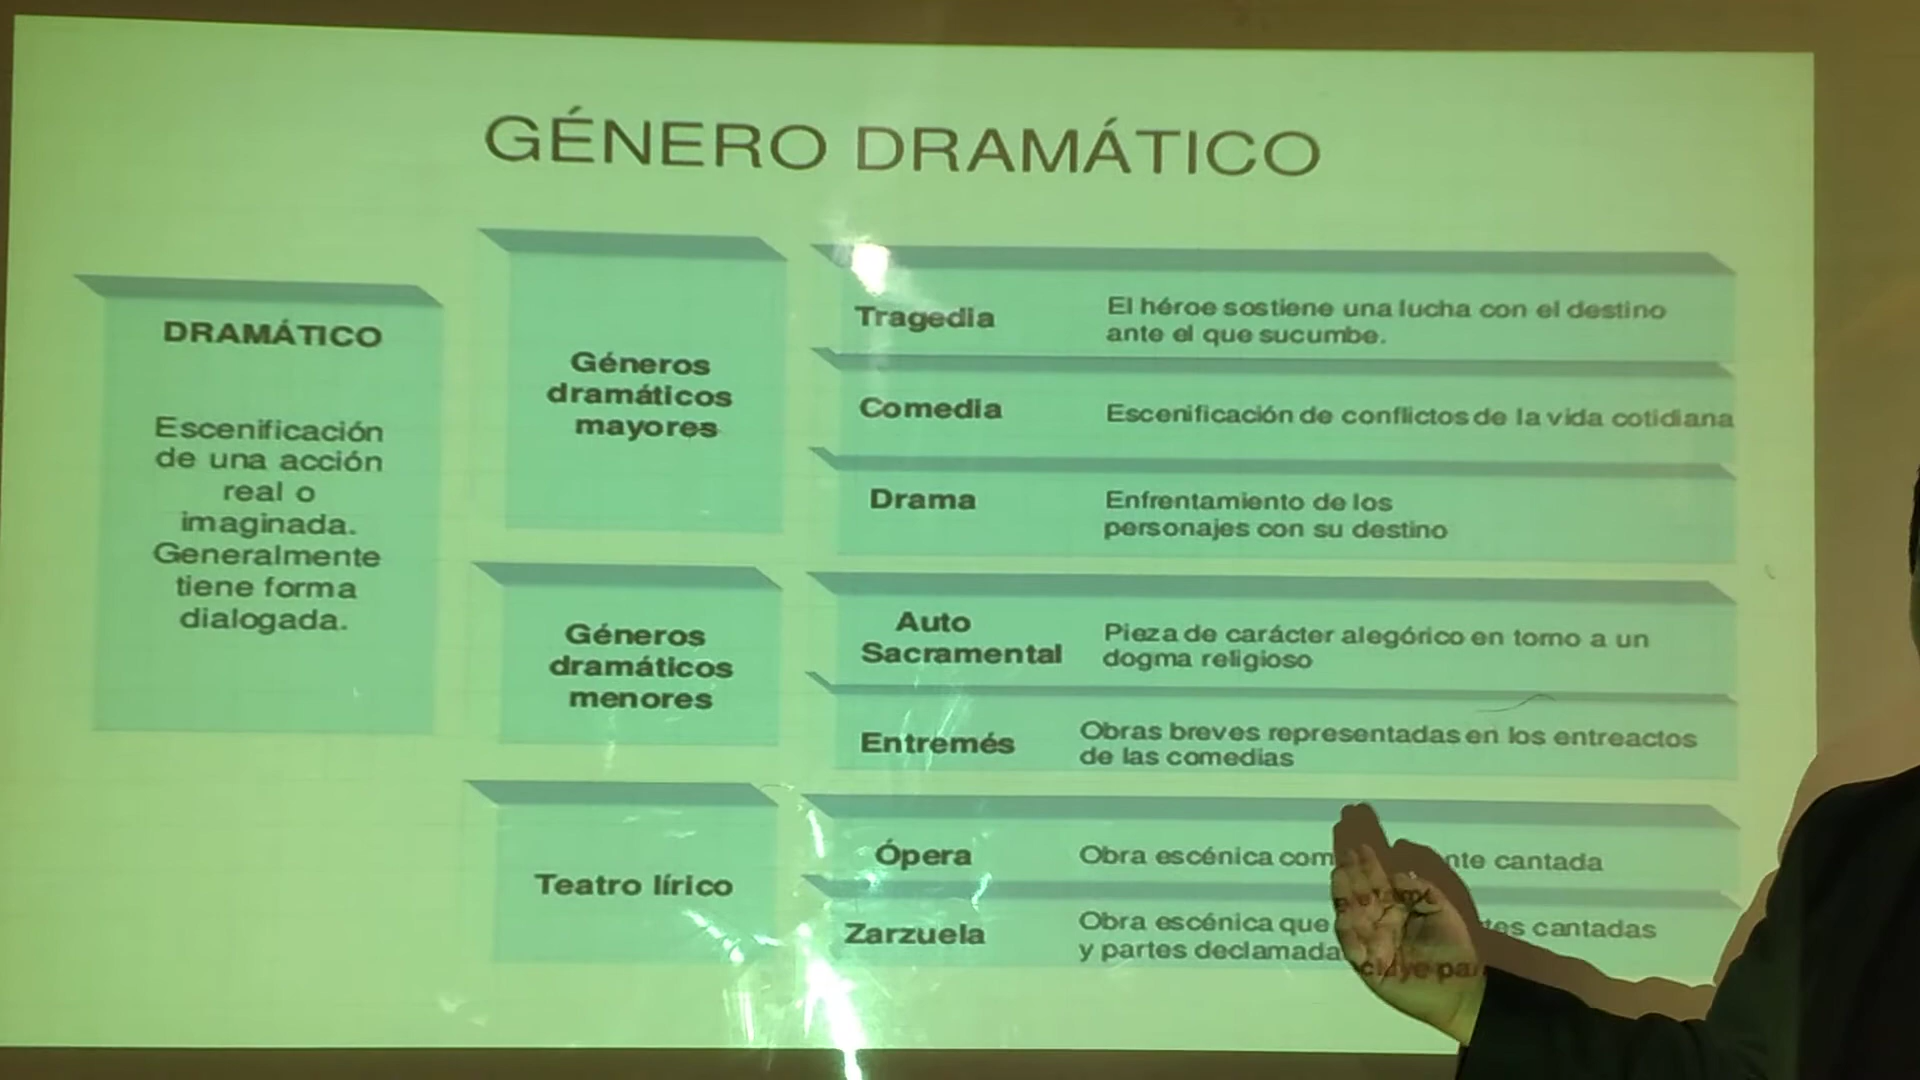 GÉNERO DRAMÁTICO
DRAMÁTICO
Escenificación
de una acción
real o
imaginada.
Generalmente
tiene forma
dialogada.
Géneros
dramáticos
mayores
Tragedia
El héroe sostiene una lucha con el destino
ante el que sucumbe.
Comedia
Escenificación de conflictos de la vida cotidiana
Drama
Enfrentamiento de los
personajes con su destino
Géneros
dramáticos
menores
Auto
Sacramental
Pieza de carácter alegórico en torno a un
dogma religioso
Entremés
Obras breves representadas en los entreactos
de las comedias
Teatro lírico
Ópera
Obra escénica cantada
Zarzuela
Obra escénica que cantadas
y partes